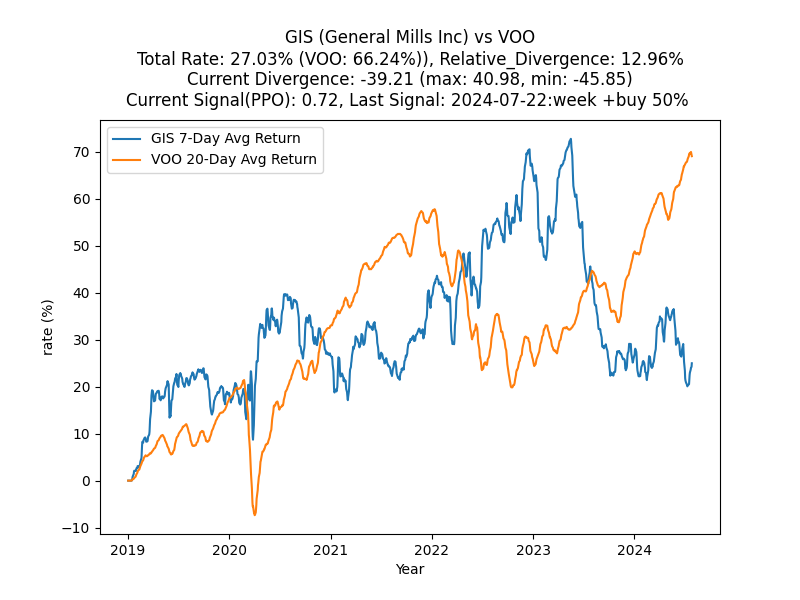 GIS (General Mills Inc) vs VOO
Total Rate: 27.03% (VOO: 66.24%)), Relative_Divergence: 12.96%
Current Divergence: -39.21 (max: 40.98, min: -45.85)
Current Signal(PPO): 0.72, Last Signal: 2024-07-22:week +buy 50%
GIS 7-Day Avg Return
VOO 20-Day Avg Return
rate (%)
70
60
50
40
30
20
10
0
−10
2019
2020
2021
2022
2023
2024
Year